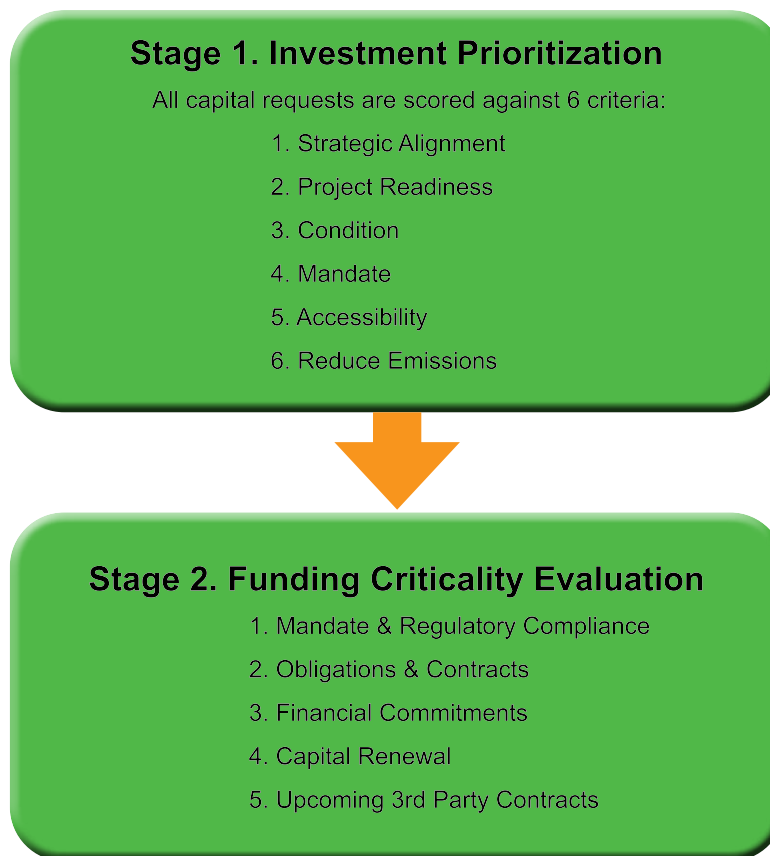 Stage 1. Investment Prioritization
All capital requests are scored against 6 criteria:
1. Strategic Alignment
2. Project Readiness
3. Condition
4. Mandate
5. Accessibility
6. Reduce Emissions
Stage 2. Funding Criticality Evaluation
1. Mandate & Regulatory Compliance
2. Obligations & Contracts
3. Financial Commitments
4. Capital Renewal
5. Upcoming 3rd Party Contracts